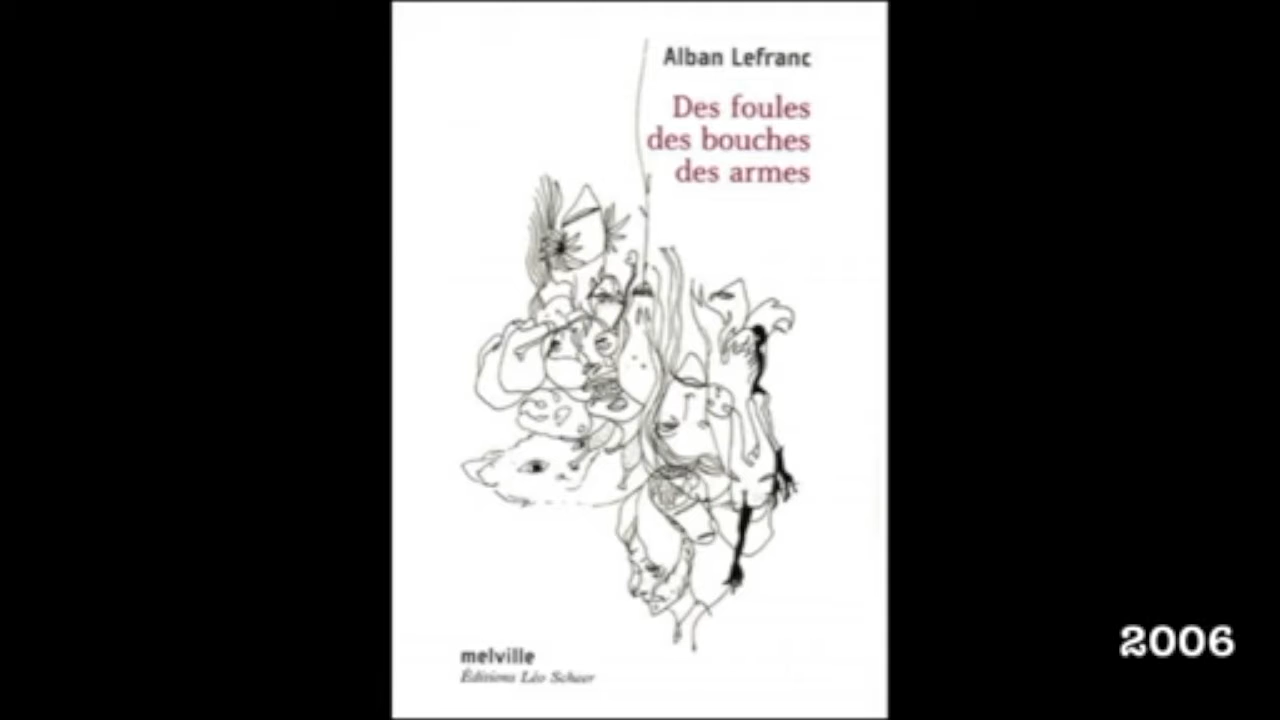 Alban Lefranc
Des foules
des bouches
des armes
melville
Éditions Léo Scheer
2006